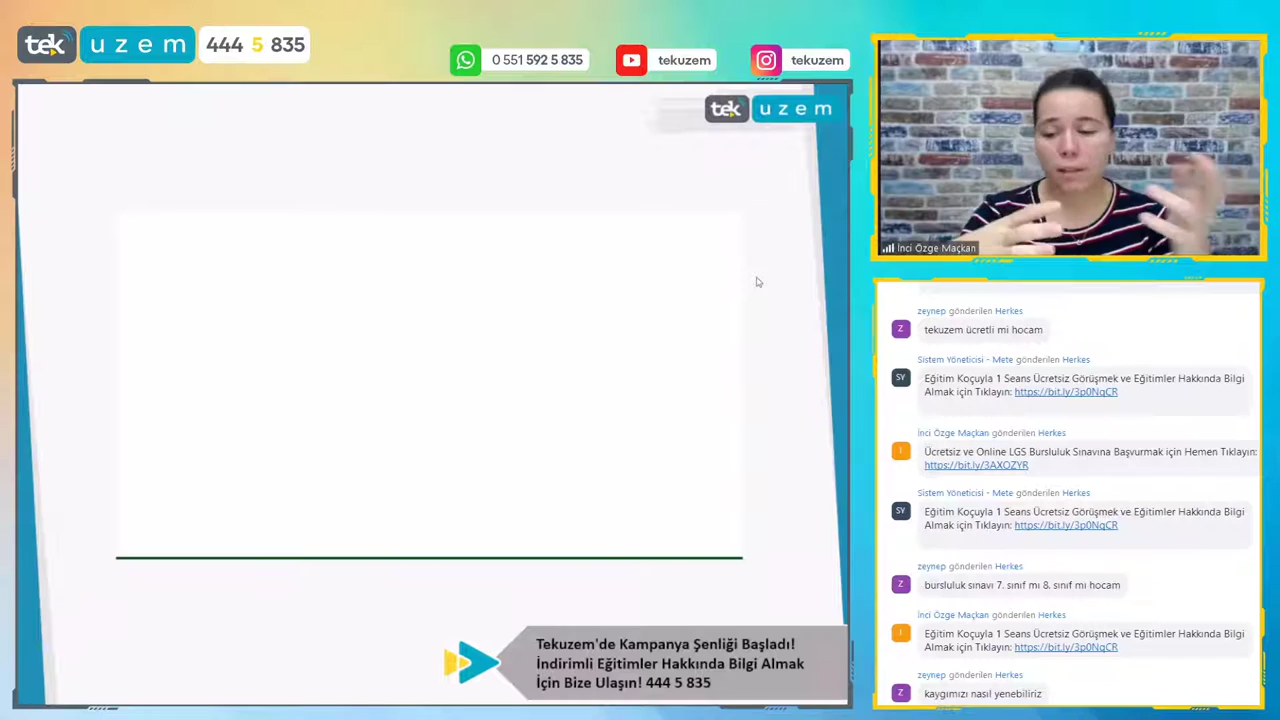 tek uzem 444 5 835
0 551 592 5 835
tekuzem
tekuzem
tek uzem
İnci Özge Maçkan
zeynep gönderilen Herkes
Z
tekuzem ücretli mi hocam
Sistem Yöneticisi - Mete gönderilen Herkes
SY
Eğitim Koçuyla 1 Seans Ücretsiz Görüşmek ve Eğitimler Hakkında Bilgi
Almak için Tıklayın: https://bit.ly/3p0NqCR
İnci Özge Maçkan gönderilen Herkes
I
Ücretsiz ve Online LGS Bursluluk Sınavına Başvurmak için Hemen Tıklayın:
https://bit.ly/3AXOZYR
Sistem Yöneticisi - Mete gönderilen Herkes
SY
Eğitim Koçuyla 1 Seans Ücretsiz Görüşmek ve Eğitimler Hakkında Bilgi
Almak için Tıklayın: https://bit.ly/3p0NqCR
zeynep gönderilen Herkes
Z
bursluluk sınavı 7. sınıf mı 8. sınıf mı hocam
İnci Özge Maçkan gönderilen Herkes
I
Eğitim Koçuyla 1 Seans Ücretsiz Görüşmek ve Eğitimler Hakkında Bilgi
Almak için Tıklayın: https://bit.ly/3p0NqCR
zeynep gönderilen Herkes
Z
kaygımızı nasıl yenebiliriz
Tekuzem'de Kampanya Şenliği Başladı!
İndirimli Eğitimler Hakkında Bilgi Almak
İçin Bize Ulaşın! 444 5 835